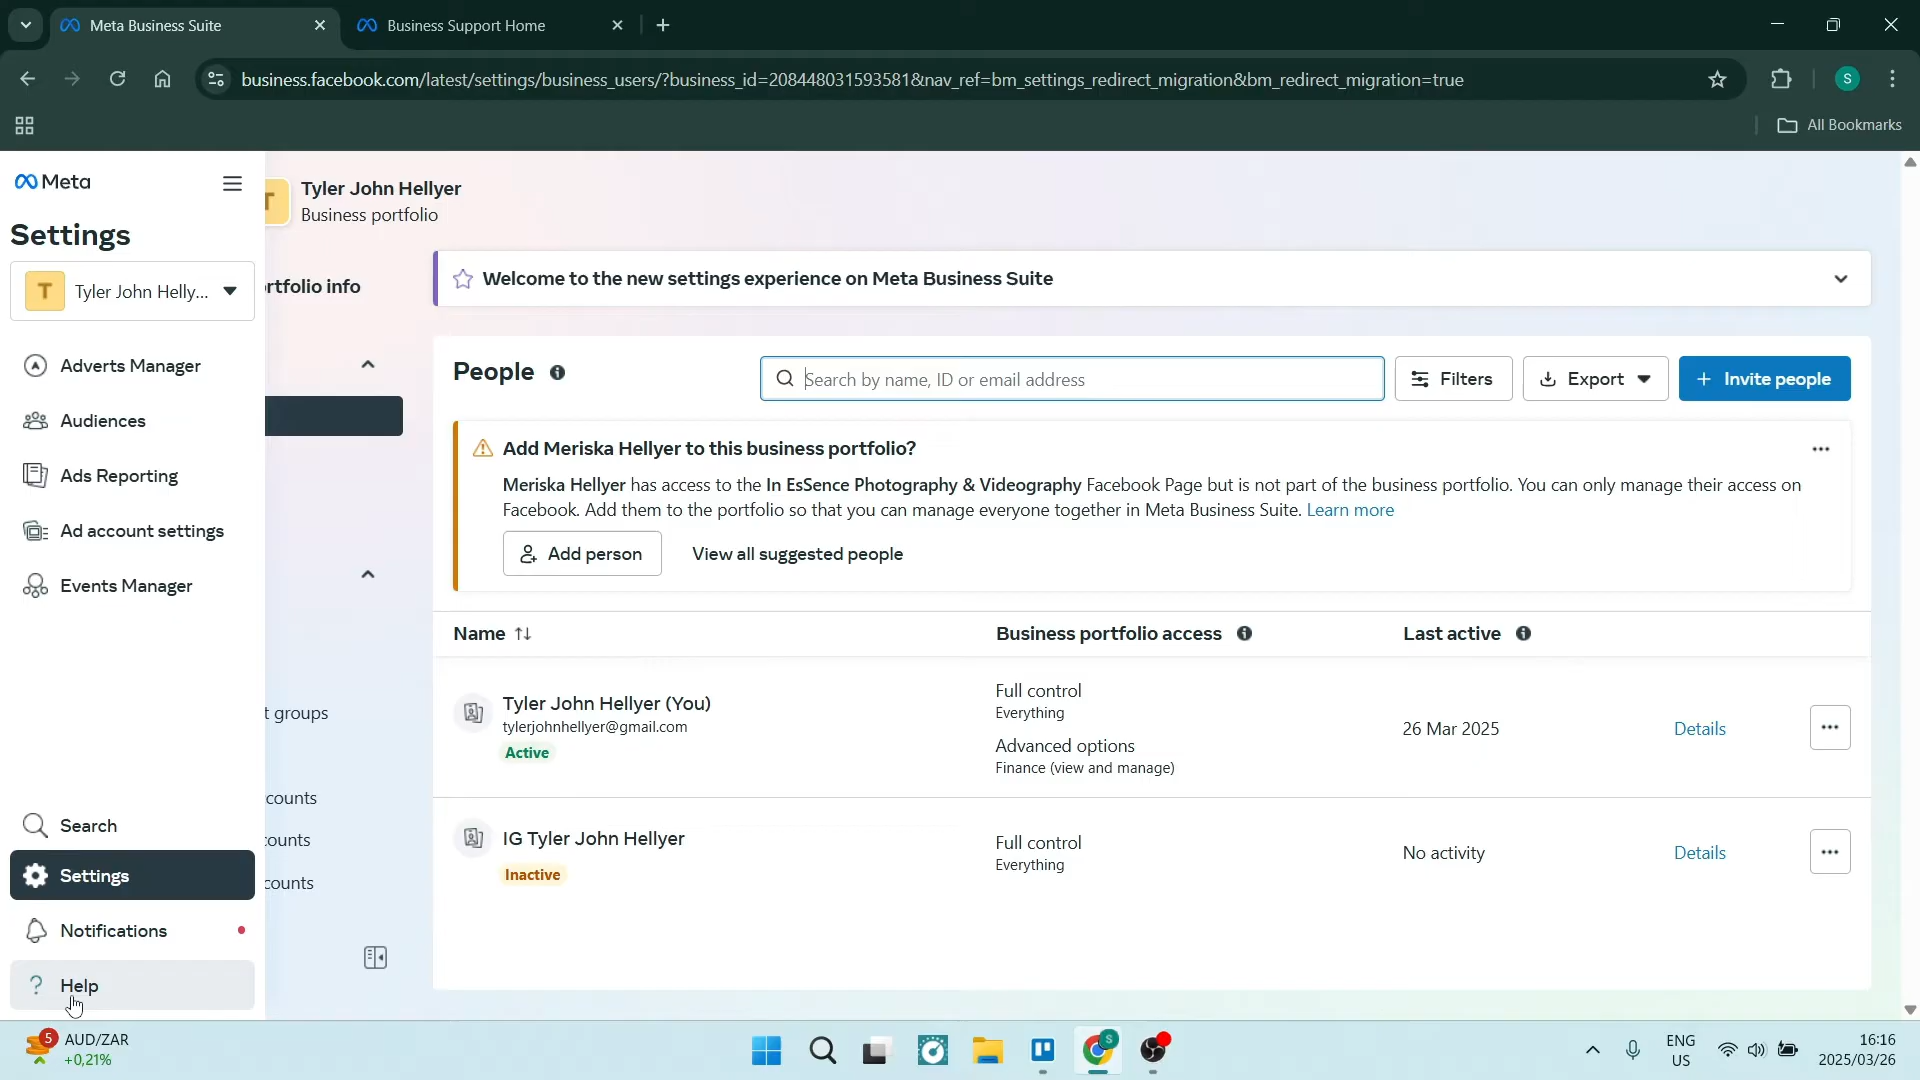 Meta Business Suite
Business Support Home
business.facebook.com/latest/settings/business_users/?business_id=208448031593581&nav_ref=bm_settings_redirect_migration&bm_redirect_migration=true
S
All Bookmarks
Meta
Settings
T Tyler John Helly...
Adverts Manager
Audiences
Ads Reporting
Ad account settings
Events Manager
Search
Settings
Notifications
? Help
T
Tyler John Hellyer
Business portfolio
rtfolio info
t groups
counts
counts
counts
Welcome to the new settings experience on Meta Business Suite
People
Search by name, ID or email address
Filters
Export
+ Invite people
Add Meriska Hellyer to this business portfolio?
Meriska Hellyer has access to the In EsSence Photography & Videography Facebook Page but is not part of the business portfolio. You can only manage their access on
Facebook. Add them to the portfolio so that you can manage everyone together in Meta Business Suite. Learn more
Add person
View all suggested people
Name
Business portfolio access
Last active
Tyler John Hellyer (You)
tylerjohnhellyer@gmail.com
Active
Full control
Everything
Advanced options
Finance (view and manage)
26 Mar 2025
Details
IG Tyler John Hellyer
Inactive
Full control
Everything
No activity
Details
5
AUD/ZAR
+0,21%
S
ENG
US
16:16
2025/03/26